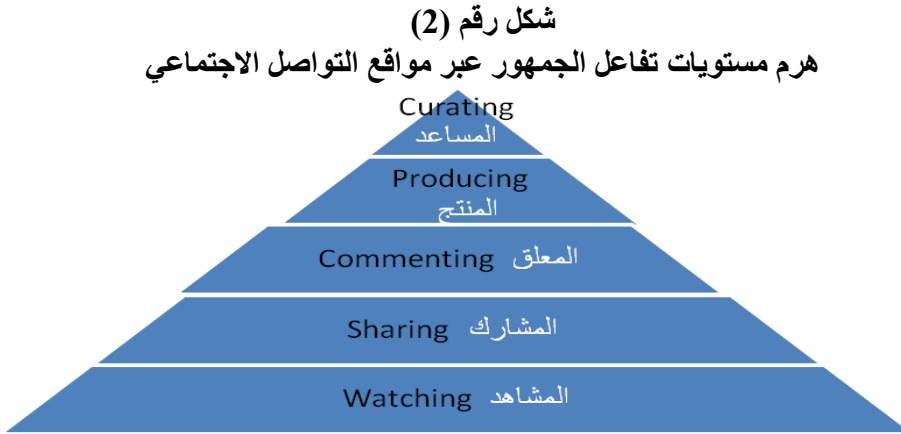 شكل رقم (2)
هرم مستويات تفاعل الجمهور عبر مواقع التواصل الاجتماعي
Curating
المساعد
Producing
المنتج
Commenting المعلق
Sharing المشارك
Watching المشاهد